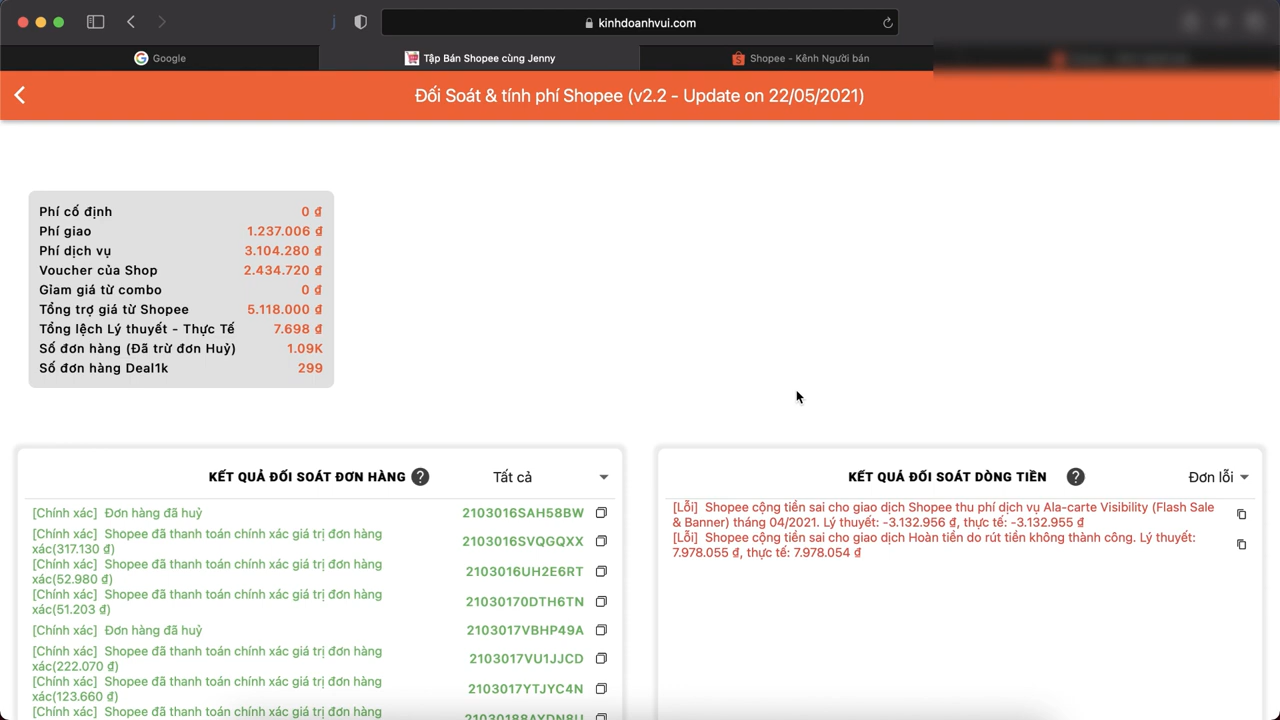 kinhdoanhvui.com
Google
Tập Bán Shopee cùng Jenny
Shopee - Kênh Người bán
Đối Soát & tính phí Shopee (v2.2 - Update on 22/05/2021)
Phí cố định 0 ₫
Phí giao 1.237.006 ₫
Phí dịch vụ 3.104.280 ₫
Voucher của Shop 2.434.720 ₫
Giảm giá từ combo 0 ₫
Tổng trợ giá từ Shopee 5.118.000 ₫
Tổng lệch Lý thuyết - Thực Tế 7.698 ₫
Số đơn hàng (Đã trừ đơn Huỷ) 1.09K
Số đơn hàng Deal1k 299
KẾT QUẢ ĐỐI SOÁT ĐƠN HÀNG ? Tất cả
[Chính xác] Đơn hàng đã huỷ 2103016SAH58BW
[Chính xác] Shopee đã thanh toán chính xác giá trị đơn hàng
xác(317.130 ₫) 2103016SVQGQXX
[Chính xác] Shopee đã thanh toán chính xác giá trị đơn hàng
xác(52.980 ₫) 2103016UH2E6RT
[Chính xác] Shopee đã thanh toán chính xác giá trị đơn hàng
xác(51.203 ₫) 21030170DTH6TN
[Chính xác] Đơn hàng đã huỷ 2103017VBHP49A
[Chính xác] Shopee đã thanh toán chính xác giá trị đơn hàng
xác(222.070 ₫) 2103017VU1JJCD
[Chính xác] Shopee đã thanh toán chính xác giá trị đơn hàng
xác(123.660 ₫) 2103017YTJYC4N
[Chính xác] Shopee đã thanh toán chính xác giá trị đơn hàng
21030188AYDN8U
KẾT QUẢ ĐỐI SOÁT DÒNG TIỀN ? Đơn lỗi
[Lỗi] Shopee cộng tiền sai cho giao dịch Shopee thu phí dịch vụ Ala-carte Visibility (Flash Sale
& Banner) tháng 04/2021. Lý thuyết: -3.132.956 ₫, thực tế: -3.132.955 ₫
[Lỗi] Shopee cộng tiền sai cho giao dịch Hoàn tiền do rút tiền không thành công. Lý thuyết:
7.978.055 ₫, thực tế: 7.978.054 ₫